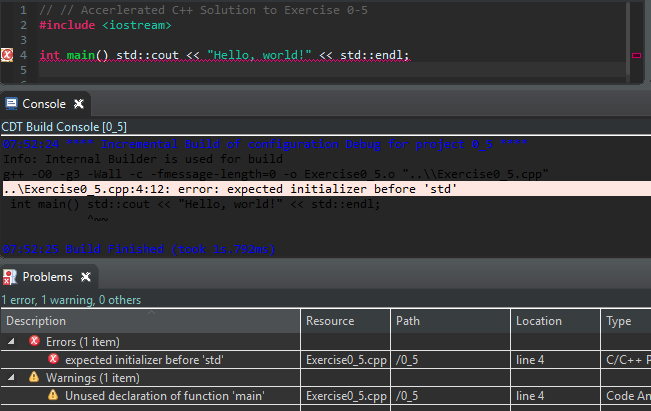 1 // // Accerlerated C++ Solution to Exercise 0-5
2 #include <iostream>
3
4 int main() std::cout << "Hello, world!" << std::endl;
5
6
Console
CDT Build Console [0_5]
07:52:24 **** Incremental Build of configuration Debug for project 0_5 ****
Info: Internal Builder is used for build
g++ -O0 -g3 -Wall -c -fmessage-length=0 -o Exercise0_5.o "..\\Exercise0_5.cpp"
..\Exercise0_5.cpp:4:12: error: expected initializer before 'std'
int main() std::cout << "Hello, world!" << std::endl;
^~~
07:52:25 Build Finished (took
Problems
1 error, 1 warning, 0 others
Description Resource Path Location Type
Errors (1 item)
expected initializer before 'std' Exercise0_5.cpp /0_5 line 4 C/C++ P
Warnings (1 item)
Unused declaration of function 'main' Exercise0_5.cpp /0_5 line 4 Code An